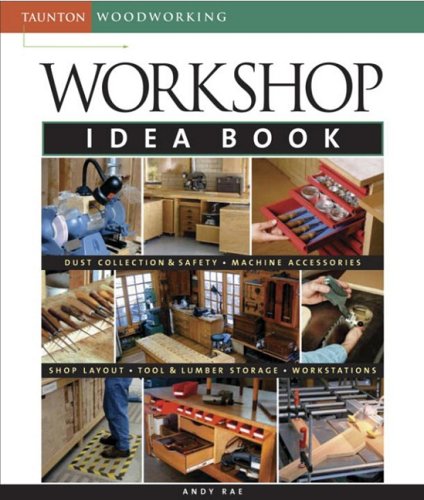 TAUNTON WOODWORKING
WORKSHOP
IDEA BOOK
DUST COLLECTION & SAFETY • MACHINE ACCESSORIES
SHOP LAYOUT • TOOL & LUMBER STORAGE • WORKSTATIONS
ANDY RAE